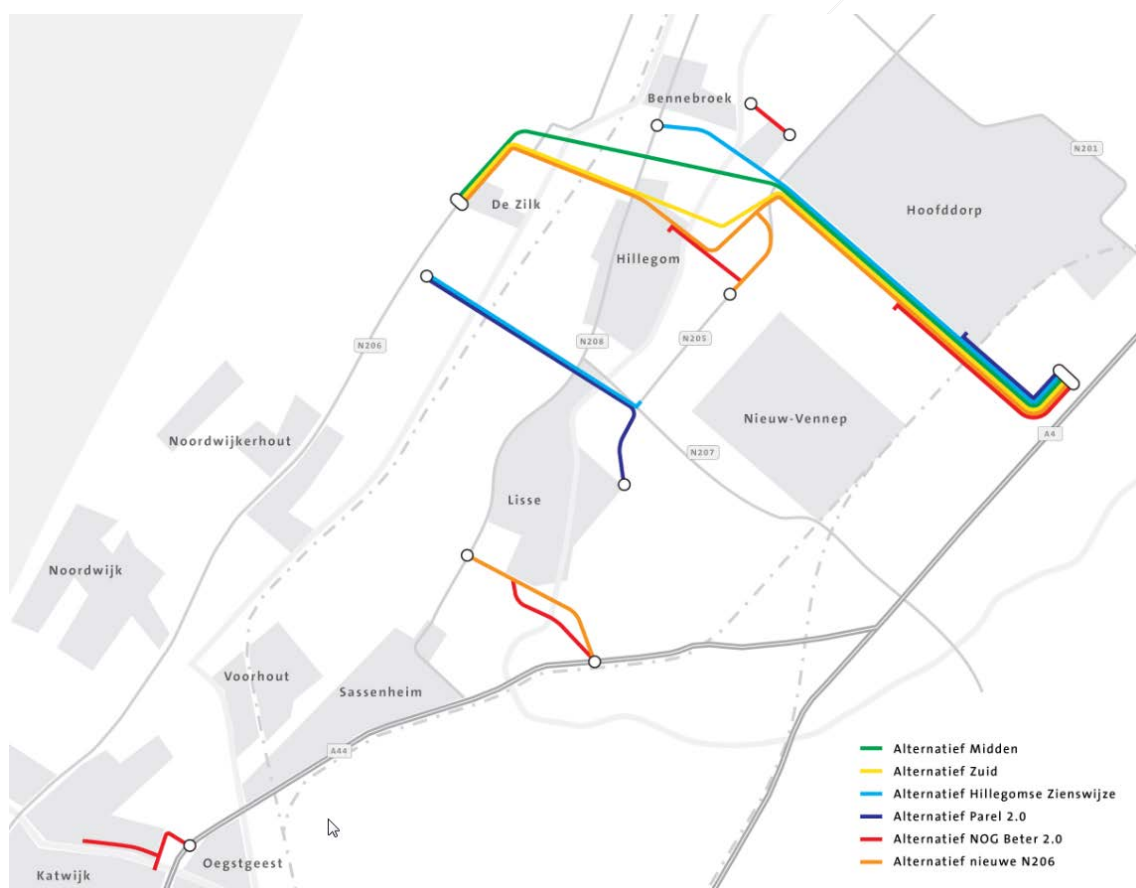 Bennebroek
N201
De Zilk
Hoofddorp
Hillegom
N206
N208
N205
Nieuw-Vennep
A4
Noordwijkerhout
N207
Lisse
Noordwijk
Voorhout
Sassenheim
A44
Oegstgeest
Katwijk
Alternatief Midden
Alternatief Zuid
Alternatief Hillegomse Zienswijze
Alternatief Parel 2.0
Alternatief NOG Beter 2.0
Alternatief nieuwe N206